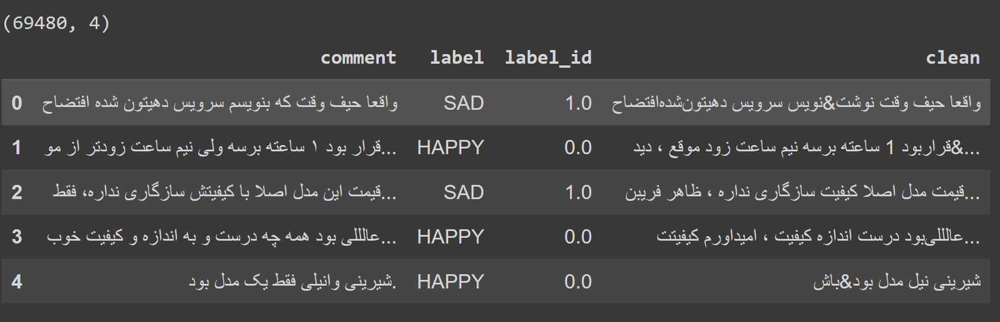 (69480, 4)
comment label label_id clean
0 واقعا حیف وقت که بنویسم سرویس دهیتون شده افتضاح SAD 1.0 واقعا حیف وقت نوشت&نویس سرویس دهیتون‌شده‌افتضاح
1 قرار بود ۱ ساعته برسه ولی نیم ساعت زودتر از مو... HAPPY 0.0 قراربود 1 ساعته برسه نیم ساعت زود موقع ، دید&...
2 قیمت این مدل اصلا با کیفیتش سازگاری نداره، فقط... SAD 1.0 قیمت مدل اصلا کیفیت سازگاری نداره ، ظاهر فریبن...
3 عالللی بود همه چه درست و به اندازه و کیفیت خوب... HAPPY 0.0 عالللی‌بود درست اندازه کیفیت ، امیداورم کیفیتت...
4 شیرینی وانیلی فقط یک مدل بود. HAPPY 0.0 شیرینی نیل مدل بود&باش